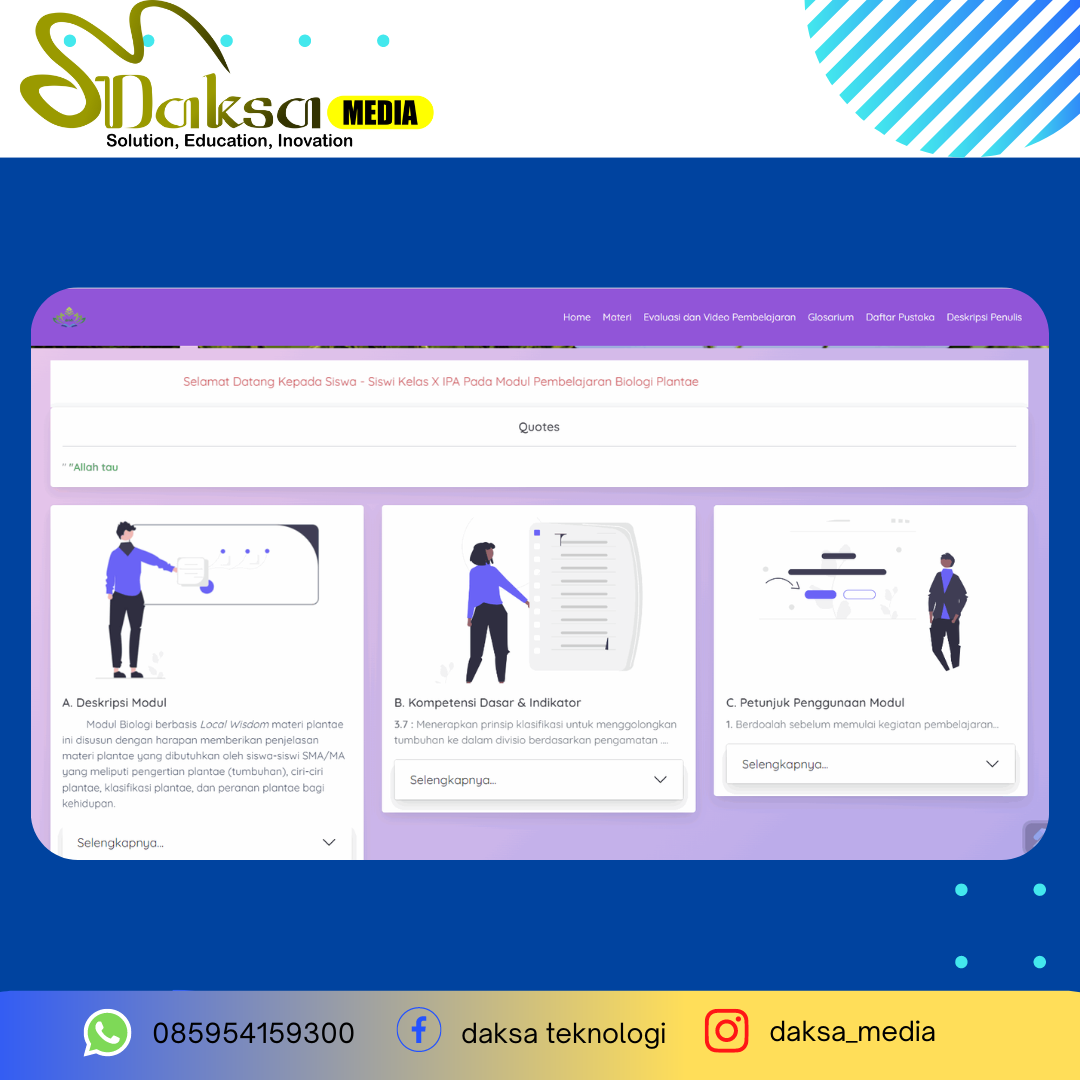 Daksa MEDIA
Solution, Education, Inovation
Home Materi Evaluasi dan Video Pembelajaran Glosarium Daftar Pustaka Deskripsi Penulis
Selamat Datang Kepada Siswa - Siswi Kelas X IPA Pada Modul Pembelajaran Biologi Plantae
Quotes
" "Allah tau
A. Deskripsi Modul
Modul Biologi berbasis Local Wisdom materi plantae
ini disusun dengan harapan memberikan penjelasan
materi plantae yang dibutuhkan oleh siswa-siswi SMA/MA
yang meliputi pengertian plantae (tumbuhan), ciri-ciri
plantae, klasifikasi plantae, dan peranan plantae bagi
kehidupan.
Selengkapnya...
B. Kompetensi Dasar & Indikator
3.7 : Menerapkan prinsip klasifikasi untuk menggolongkan
tumbuhan ke dalam divisio berdasarkan pengamatan ....
Selengkapnya...
C. Petunjuk Penggunaan Modul
1. Berdoalah sebelum memulai kegiatan pembelajaran...
Selengkapnya...
085954159300
daksa teknologi
daksa_media